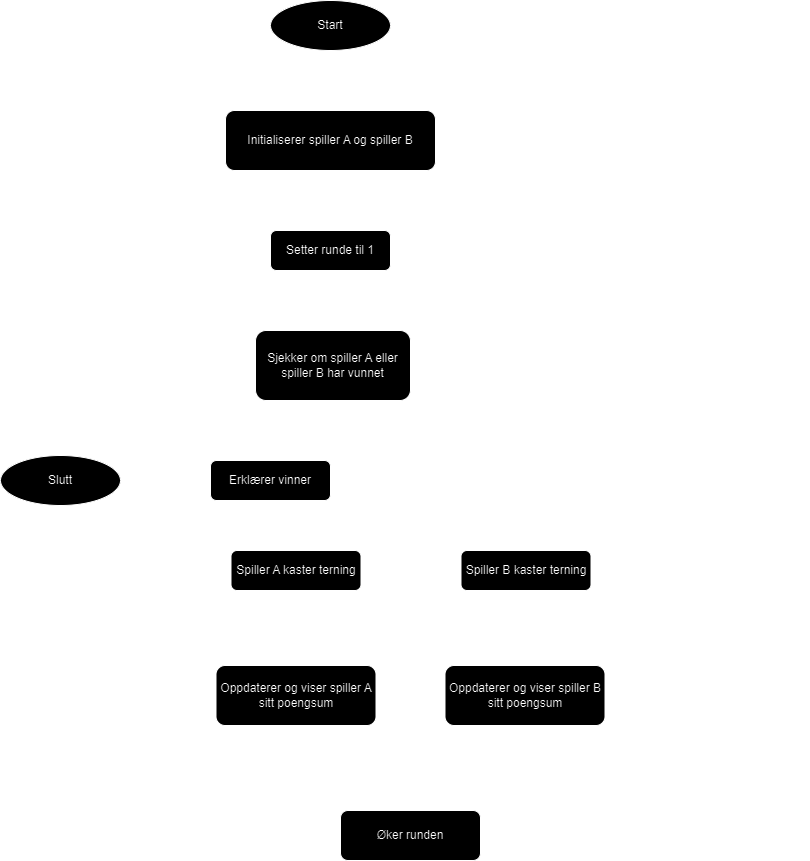 Start
Initialiserer spiller A og spiller B
Setter runde til 1
Sjekker om spiller A eller
spiller B har vunnet
Slutt
Erklærer vinner
Spiller A kaster terning
Spiller B kaster terning
Oppdaterer og viser spiller A
sitt poengsum
Oppdaterer og viser spiller B
sitt poengsum
Øker runden